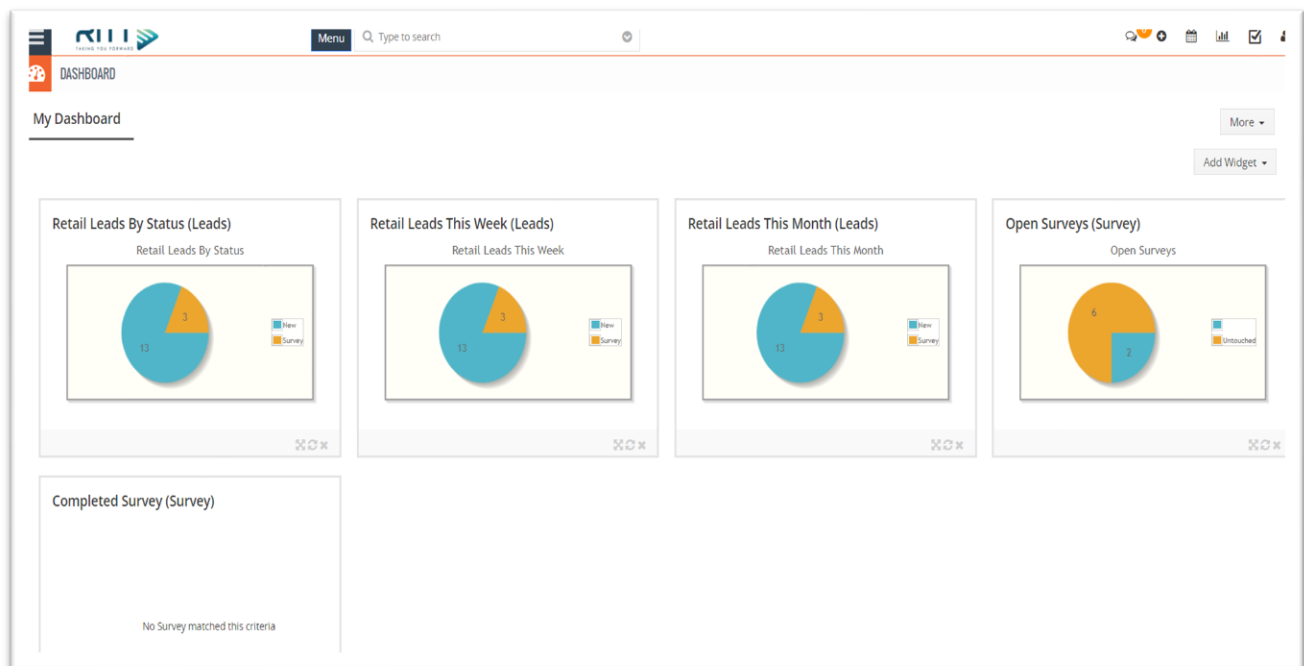 TAKING YOU FORWARD
Menu
Type to search
DASHBOARD
My Dashboard
More
Add Widget
Retail Leads By Status (Leads)
Retail Leads By Status
3
13
New
Survey
Retail Leads This Week (Leads)
Retail Leads This Week
3
13
New
Survey
Retail Leads This Month (Leads)
Retail Leads This Month
3
13
New
Survey
Open Surveys (Survey)
Open Surveys
6
2
Untouched
Completed Survey (Survey)
No Survey matched this criteria